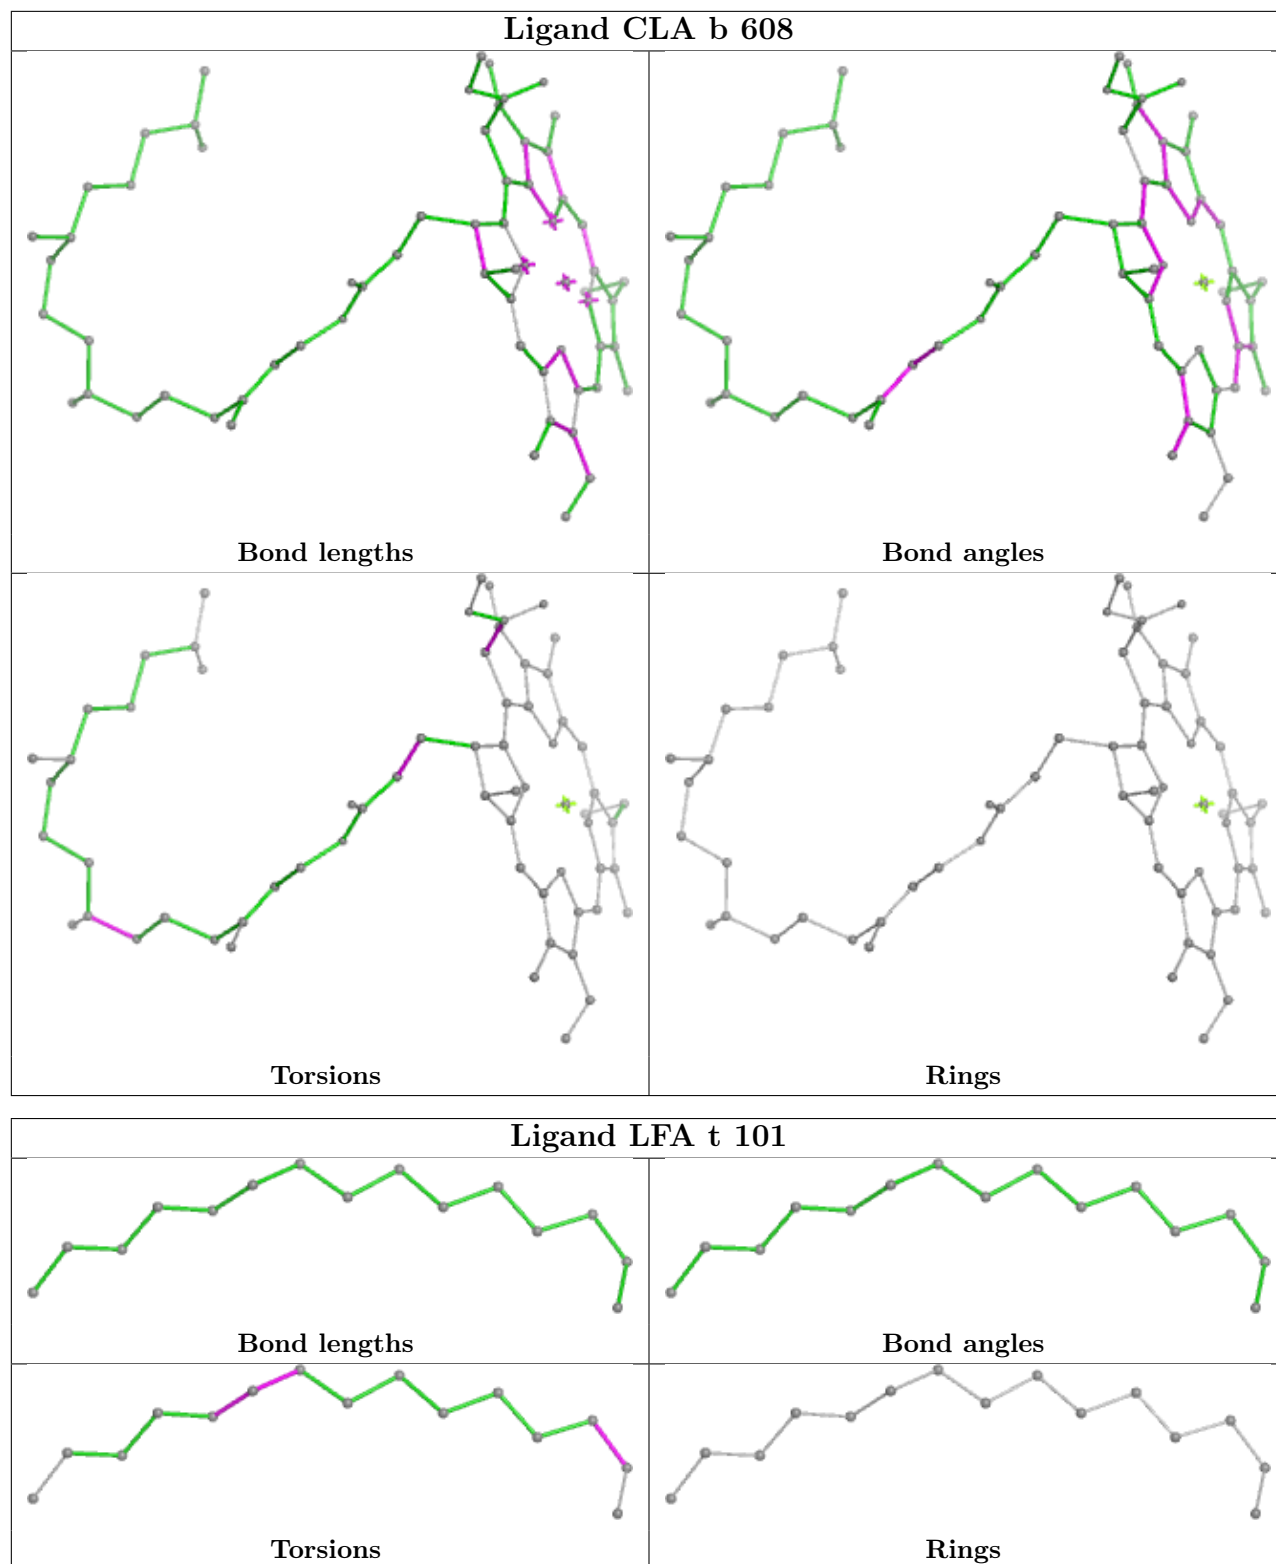 Ligand CLA b 608
Bond lengths
Bond angles
Torsions
Rings
Ligand LFA t 101
Bond lengths
Bond angles
Torsions
Rings